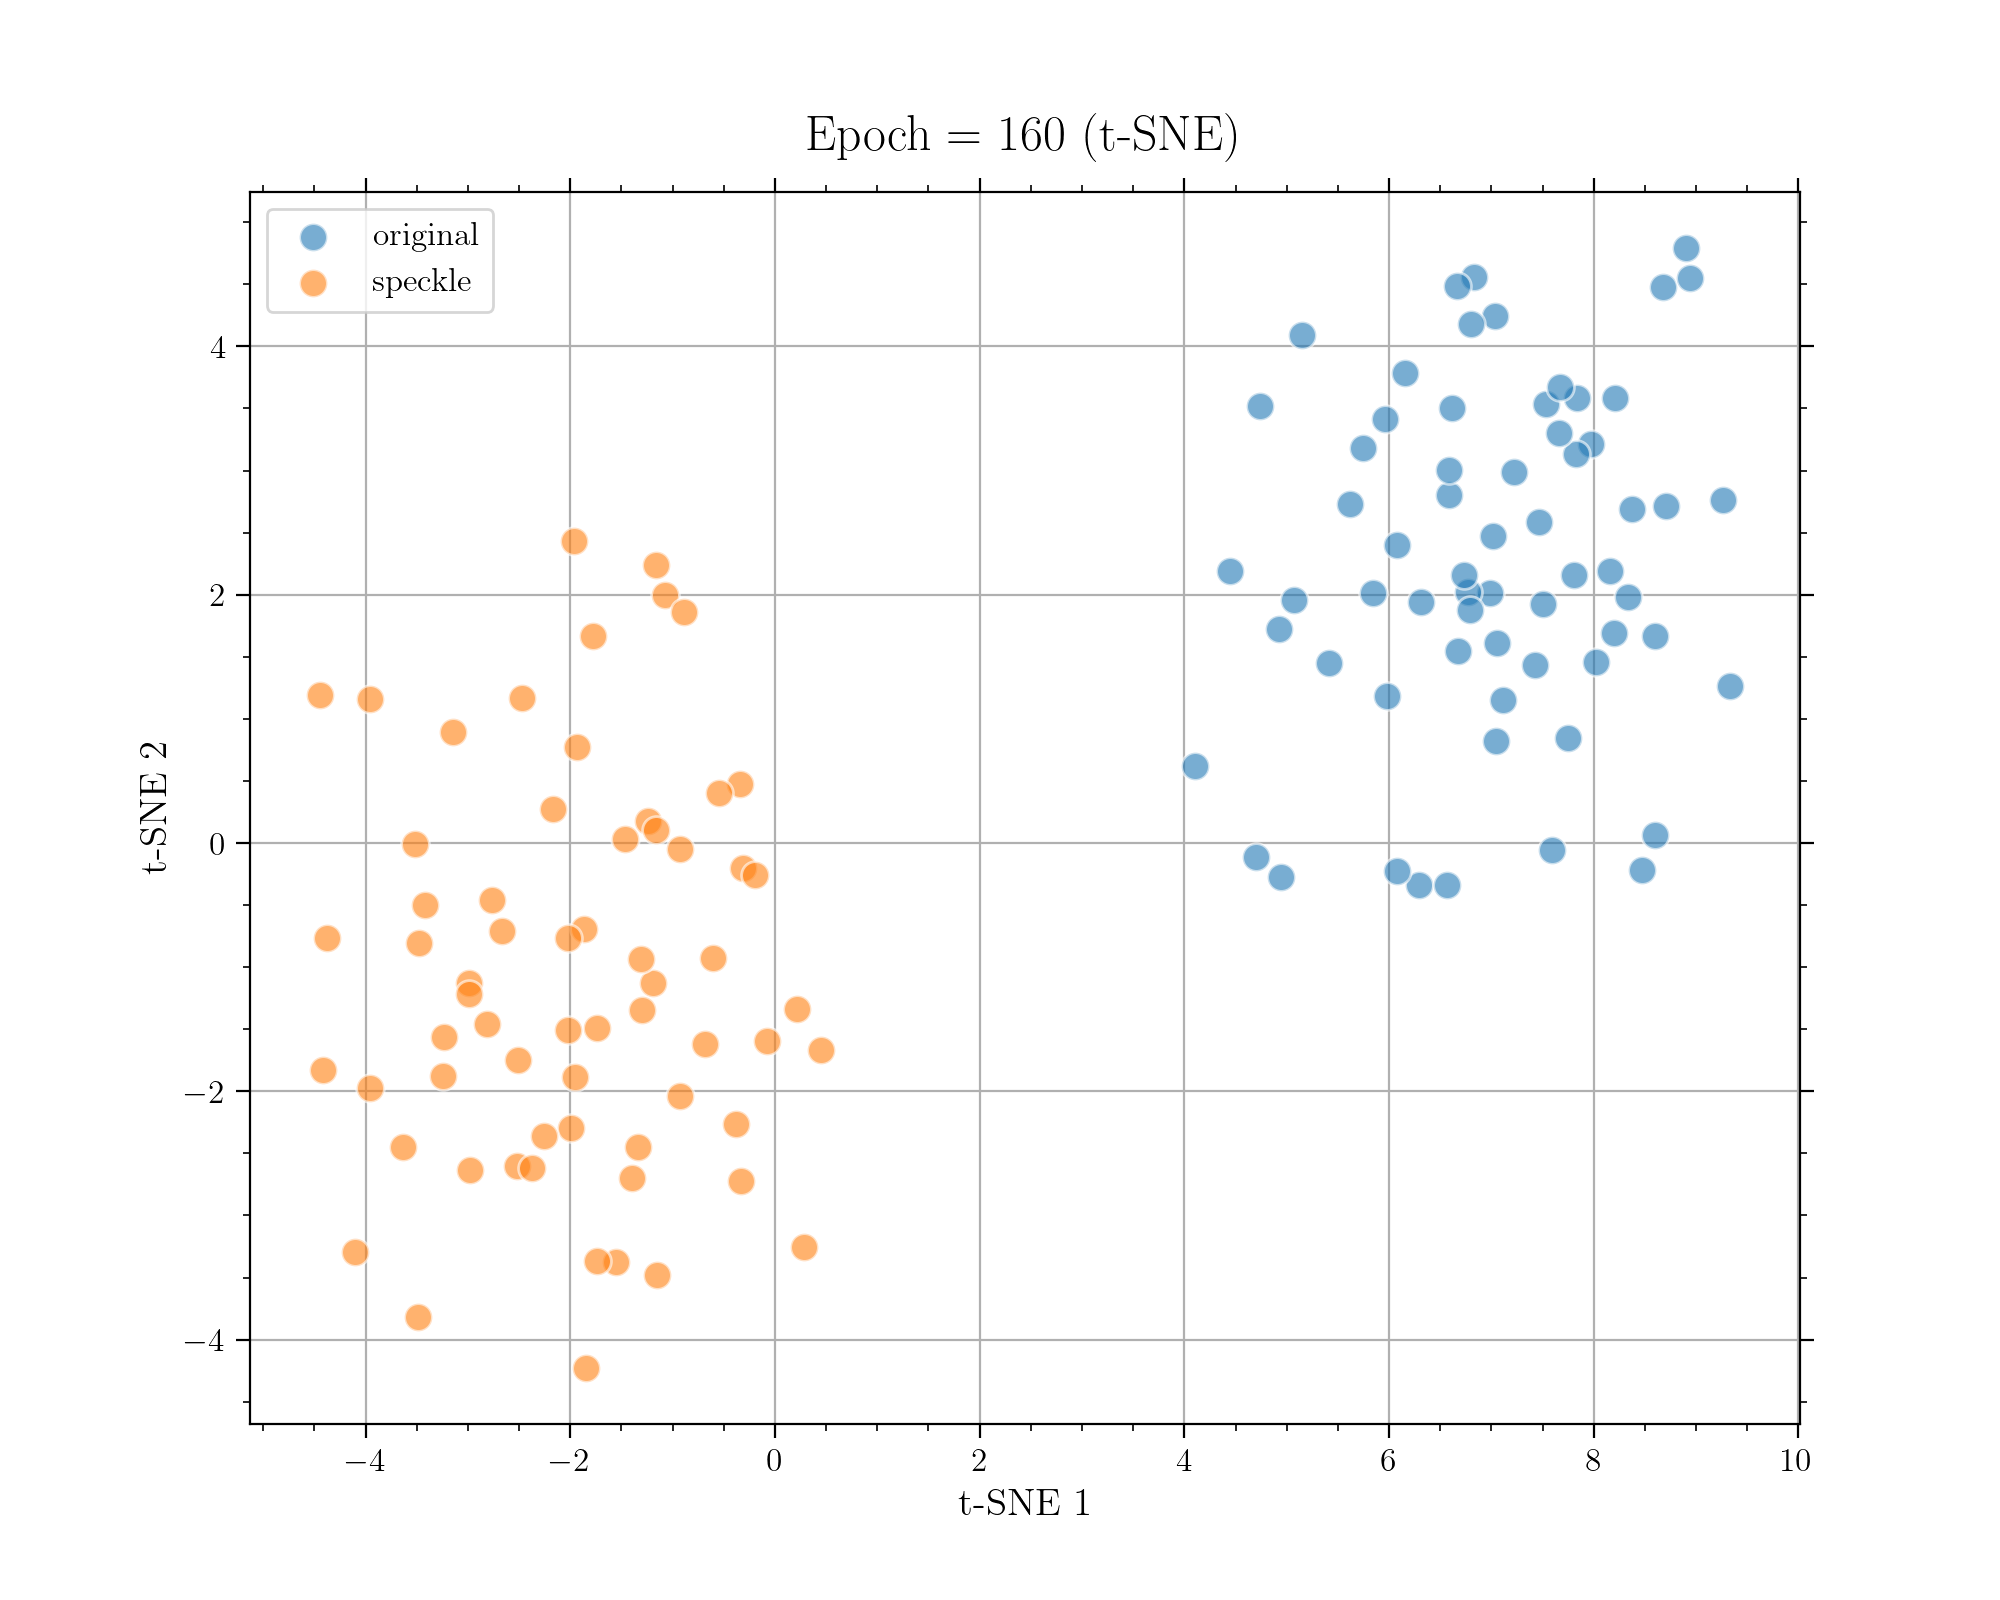 Epoch = 160 (t-SNE)
original
speckle
t-SNE 2
4
2
0
−2
−4
−4 −2 0 2 4 6 8 10
t-SNE 1